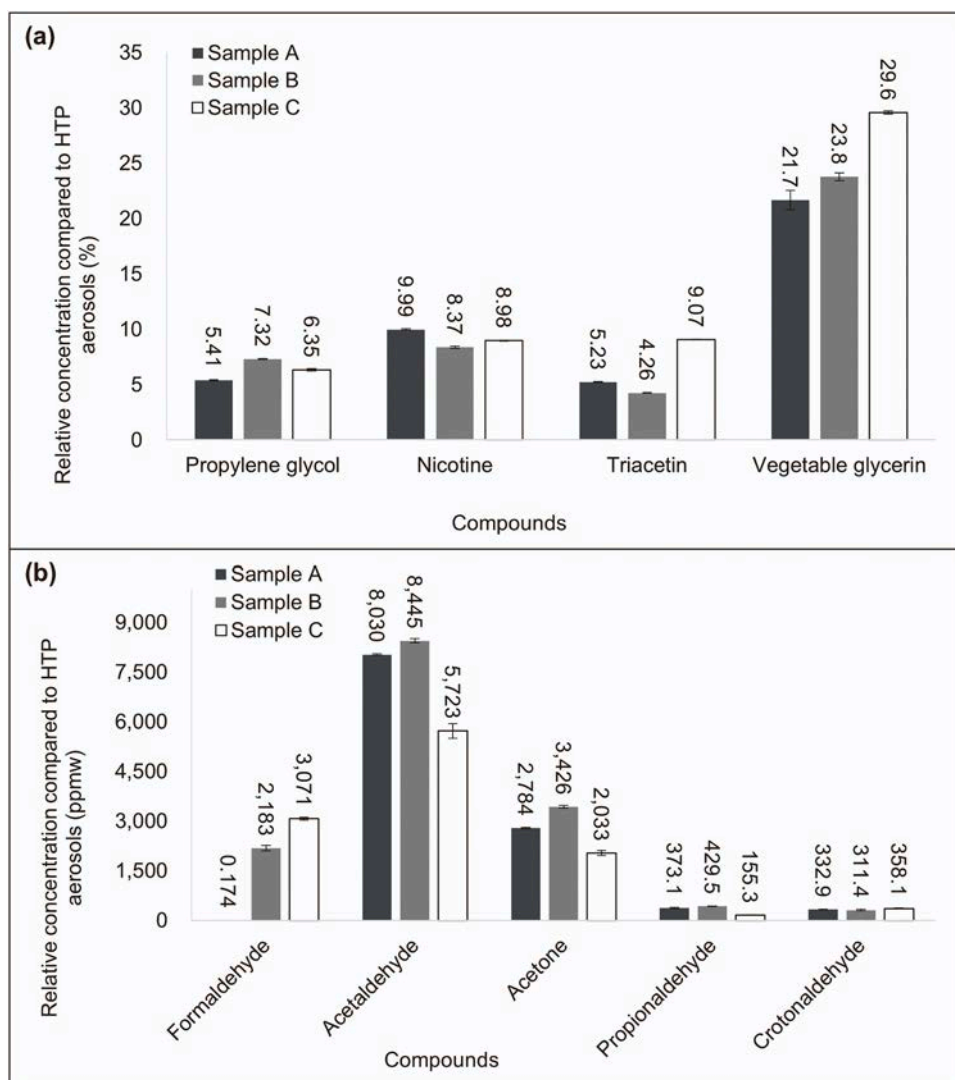 (a)
Sample A
Sample B
Sample C
Relative concentration compared to HTP
aerosols (%)
35
30
25
20
15
10
5
0
5.41
7.32
6.35
9.99
8.37
8.98
5.23
4.26
9.07
21.7
23.8
29.6
Propylene glycol
Nicotine
Triacetin
Vegetable glycerin
Compounds
(b)
Sample A
Sample B
Sample C
Relative concentration compared to HTP
aerosols (ppmw)
9,000
7,500
6,000
4,500
3,000
1,500
0
0.174
2,183
3,071
8,030
8,445
5,723
2,784
3,426
2,033
373.1
429.5
155.3
332.9
311.4
358.1
Formaldehyde
Acetaldehyde
Acetone
Propionaldehyde
Crotonaldehyde
Compounds